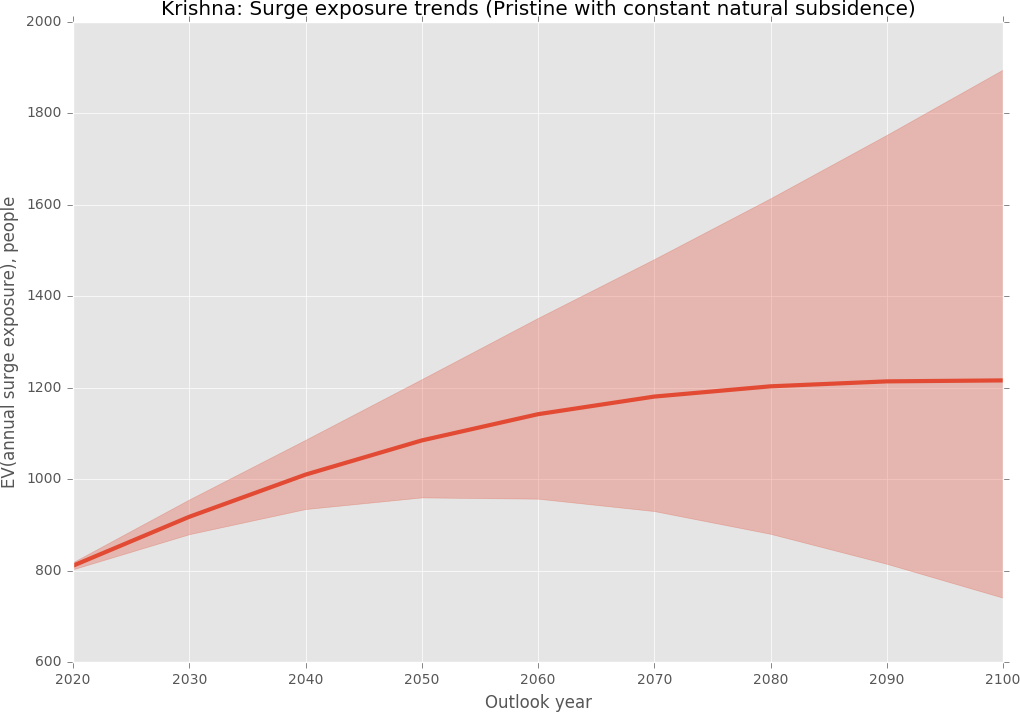 Krishna: Surge exposure trends (Pristine with constant natural subsidence)
2000
1800
1600
1400
1200
1000
800
600
EV(annual surge exposure), people
2020 2030 2040 2050 2060 2070 2080 2090 2100
Outlook year